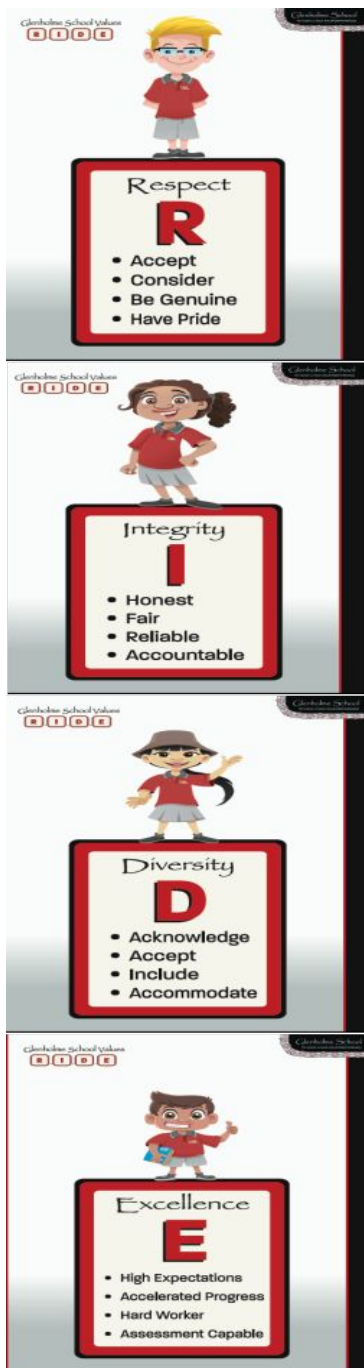 Glenholme School Values
R I D E
Glenholme School
Respect
R
• Accept
• Consider
• Be Genuine
• Have Pride
Glenholme School Values
R I D E
Glenholme School
Integrity
I
• Honest
• Fair
• Reliable
• Accountable
Glenholme School Values
R I D E
Glenholme School
Diversity
D
• Acknowledge
• Accept
• Include
• Accommodate
Glenholme School Values
R I D E
Glenholme School
Excellence
E
• High Expectations
• Accelerated Progress
• Hard Worker
• Assessment Capable